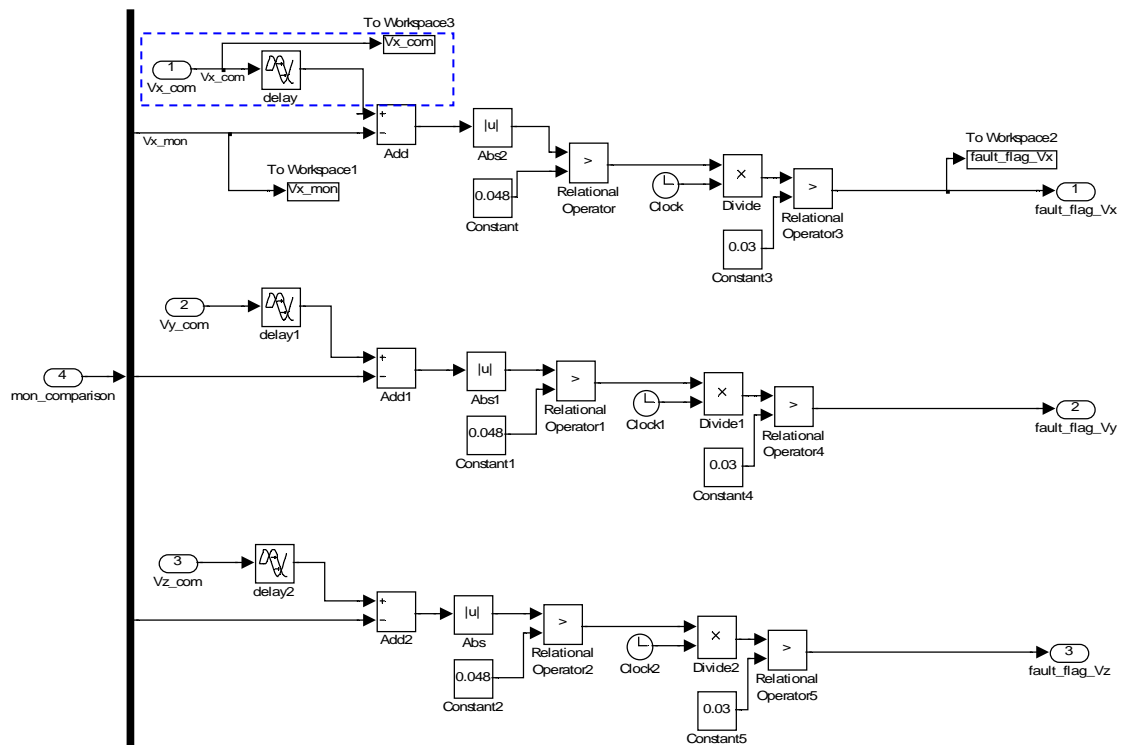 To Workspace3
Vx_com
1
Vx_com
Vx_com
delay
+
−
Add
Vx_mon
To Workspace1
Vx_mon
|u|
Abs2
0.048
Constant
>
Relational
Operator
Clock
×
Divide
0.03
Constant3
>
Relational
Operator3
To Workspace2
fault_flag_Vx
1
fault_flag_Vx
2
Vy_com
delay1
+
−
Add1
4
mon_comparison
|u|
Abs1
0.048
Constant1
>
Relational
Operator1
Clock1
×
Divide1
0.03
Constant4
>
Relational
Operator4
2
fault_flag_Vy
3
Vz_com
delay2
+
−
Add2
|u|
Abs
0.048
Constant2
>
Relational
Operator2
Clock2
×
Divide2
0.03
Constant5
>
Relational
Operator5
3
fault_flag_Vz